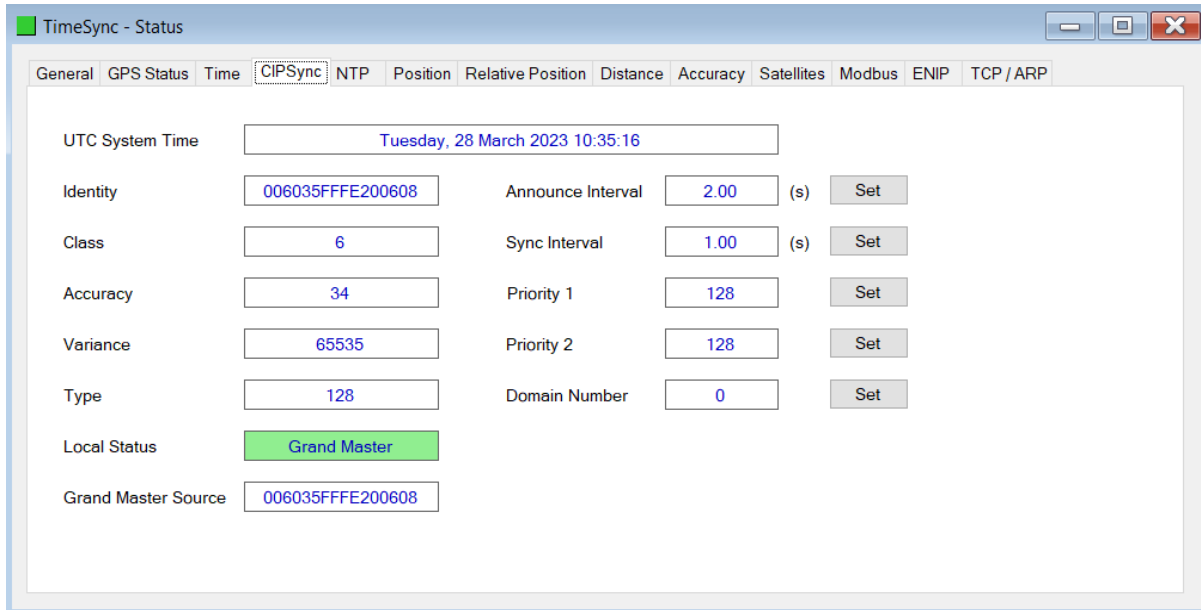 TimeSync - Status
General GPS Status Time CIPSync NTP Position Relative Position Distance Accuracy Satellites Modbus ENIP TCP / ARP
UTC System Time Tuesday, 28 March 2023 10:35:16
Identity 006035FFFE200608 Announce Interval 2.00 (s) Set
Class 6 Sync Interval 1.00 (s) Set
Accuracy 34 Priority 1 128 Set
Variance 65535 Priority 2 128 Set
Type 128 Domain Number 0 Set
Local Status Grand Master
Grand Master Source 006035FFFE200608